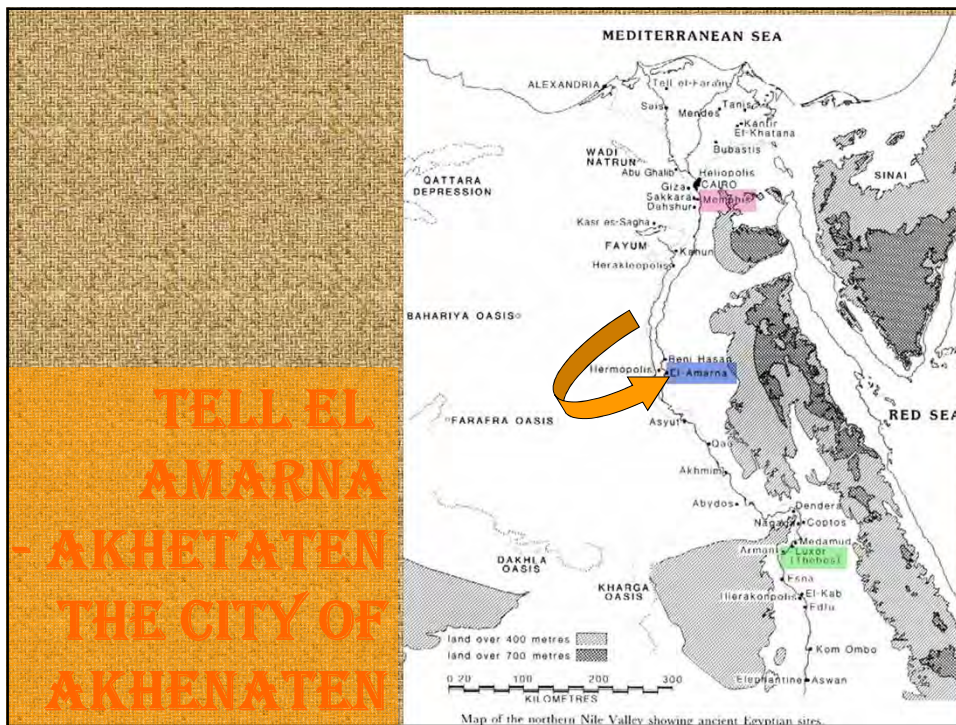 TELL EL
AMARNA
- AKHETATEN
THE CITY OF
AKHENATEN
MEDITERRANEAN SEA
ALEXANDRIA
Tell el-Farain
Sais
Mendes
Tanis
Kantir
El-Khatana
Bubastis
WADI
NATRUN
Abu Ghalib
Heliopolis
CAIRO
Giza
Sakkara
Memphis
Dahshur
SINAI
QATTARA
DEPRESSION
Kasr es-Sagha
FAYUM
Kahun
Herakleopolis
BAHARIYA OASIS
Beni Hasan
Hermopolis
El-Amarna
RED SEA
FARAFRA OASIS
Asyut
Qau
Akhmim
Abydos
Dendera
Nagada
Coptos
Medamud
Armant
Luxor
(Thebes)
DAKHLA
OASIS
KHARGA
OASIS
Esna
Hierakonpolis
El-Kab
Edfu
land over 400 metres
land over 700 metres
Kom Ombo
0 20 100 200 300
KILOMETRES
Elephantine
Aswan
Map of the northern Nile Valley showing ancient Egyptian sites.